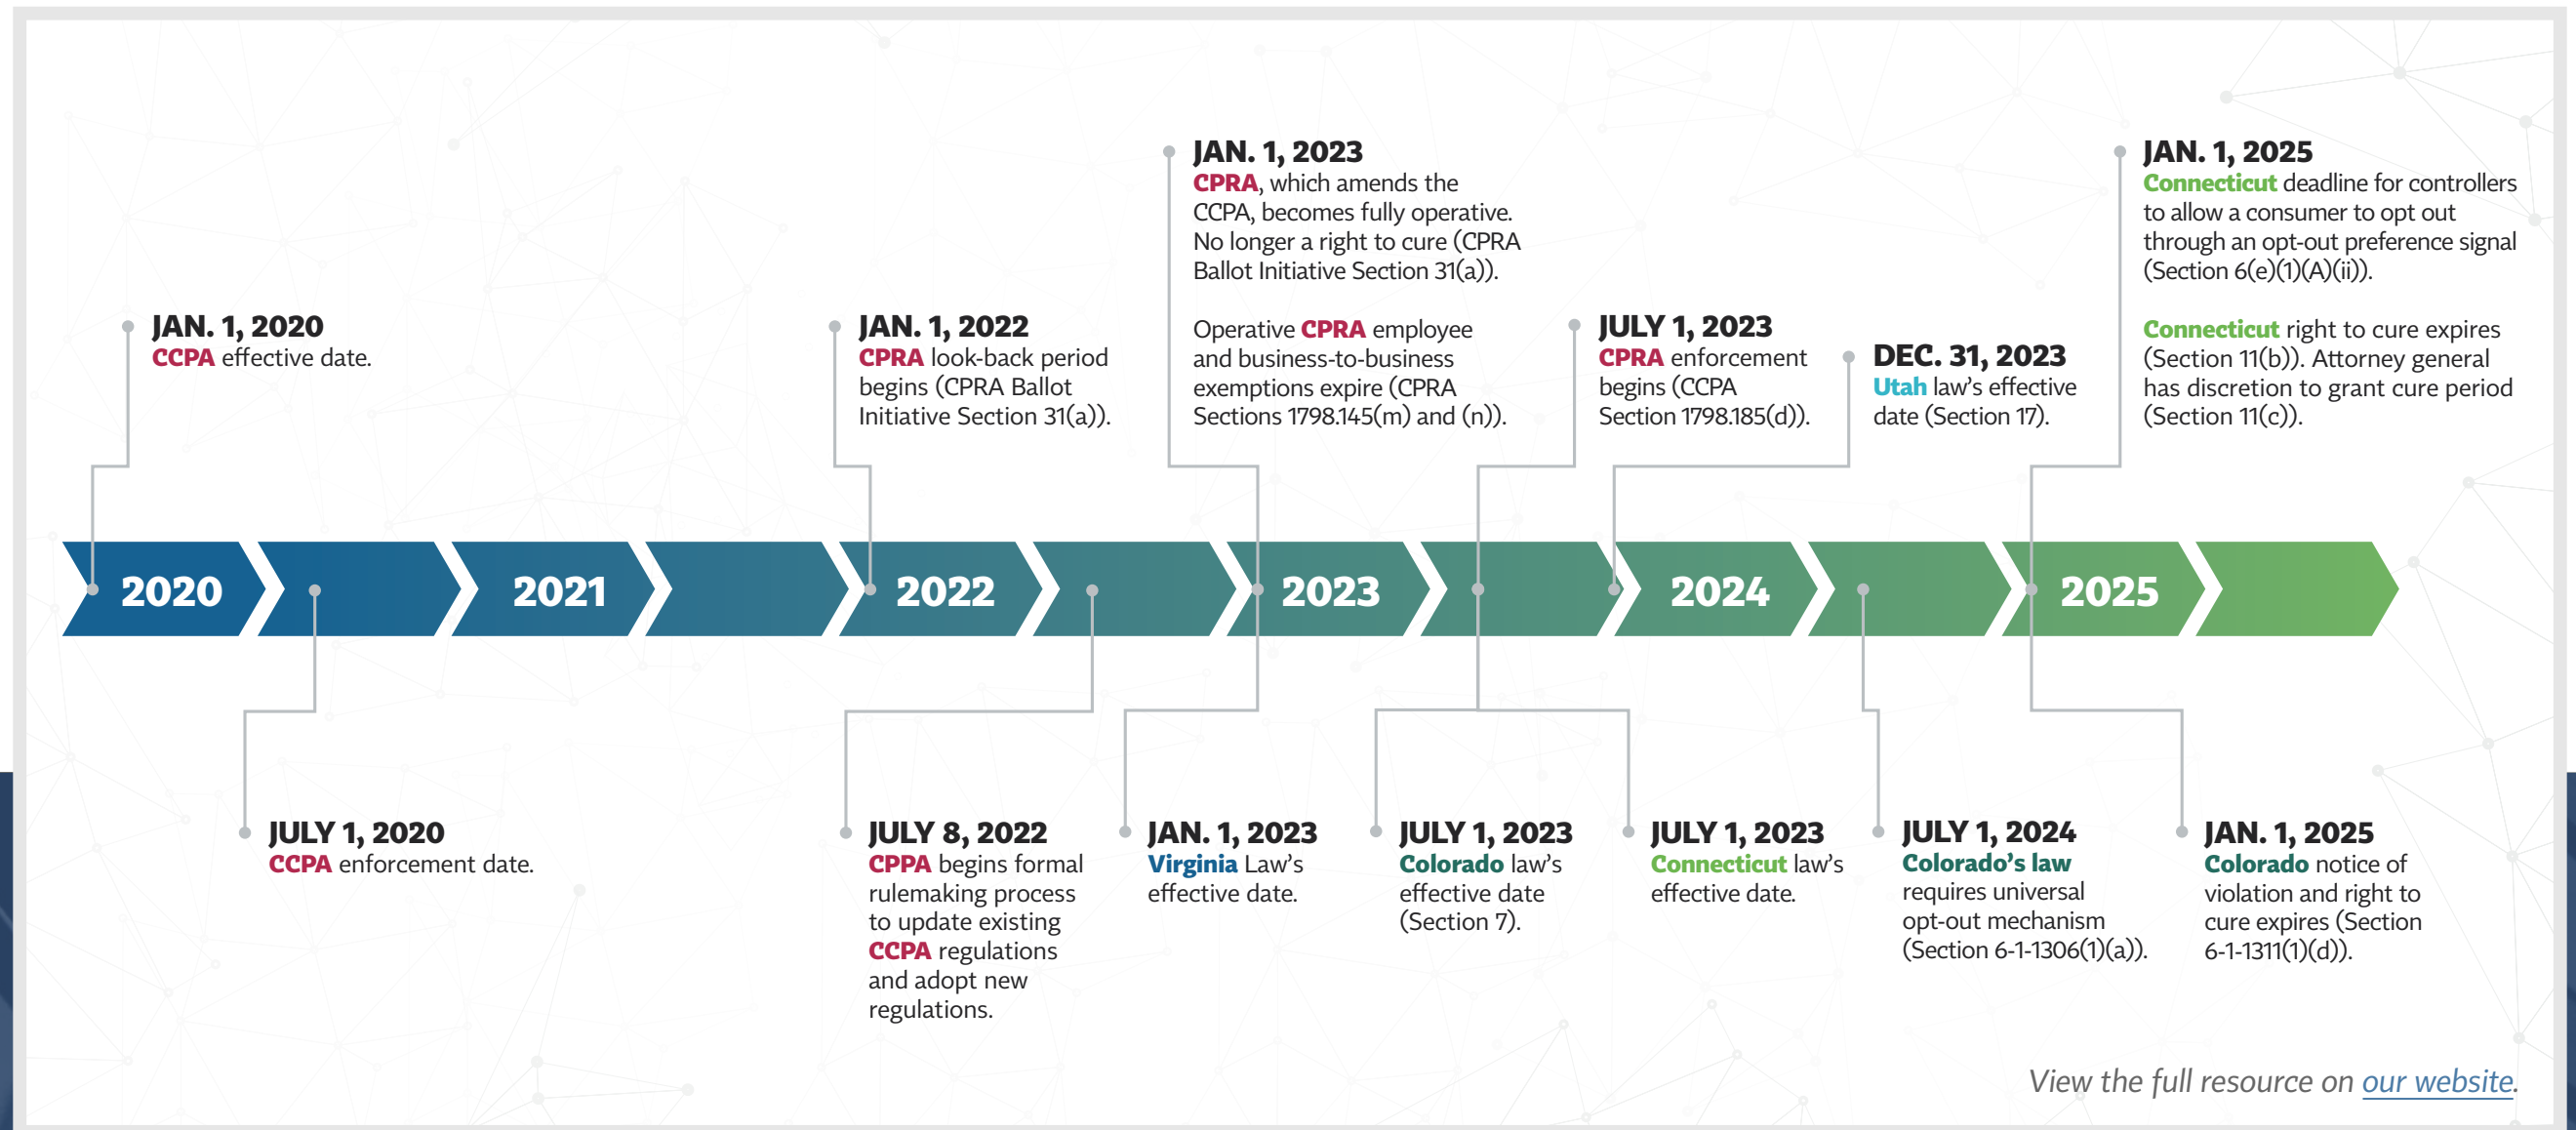 JAN. 1, 2020
CCPA effective date.
JAN. 1, 2022
CPRA look-back period
begins (CPRA Ballot
Initiative Section 31(a)).
JAN. 1, 2023
CPRA, which amends the
CCPA, becomes fully operative.
No longer a right to cure (CPRA
Ballot Initiative Section 31(a)).
Operative CPRA employee
and business-to-business
exemptions expire (CPRA
Sections 1798.145(m) and (n)).
JULY 1, 2023
CPRA enforcement
begins (CCPA
Section 1798.185(d)).
DEC. 31, 2023
Utah law’s effective
date (Section 17).
JAN. 1, 2025
Connecticut deadline for controllers
to allow a consumer to opt out
through an opt-out preference signal
(Section 6(e)(1)(A)(ii)).
Connecticut right to cure expires
(Section 11(b)). Attorney general
has discretion to grant cure period
(Section 11(c)).
2020
2021
2022
2023
2024
2025
JULY 1, 2020
CCPA enforcement date.
JULY 8, 2022
CPPA begins formal
rulemaking process
to update existing
CCPA regulations
and adopt new
regulations.
JAN. 1, 2023
Virginia Law’s
effective date.
JULY 1, 2023
Colorado law’s
effective date
(Section 7).
JULY 1, 2023
Connecticut law’s
effective date.
JULY 1, 2024
Colorado’s law
requires universal
opt-out mechanism
(Section 6-1-1306(1)(a)).
JAN. 1, 2025
Colorado notice of
violation and right to
cure expires (Section
6-1-1311(1)(d)).
View the full resource on our website.